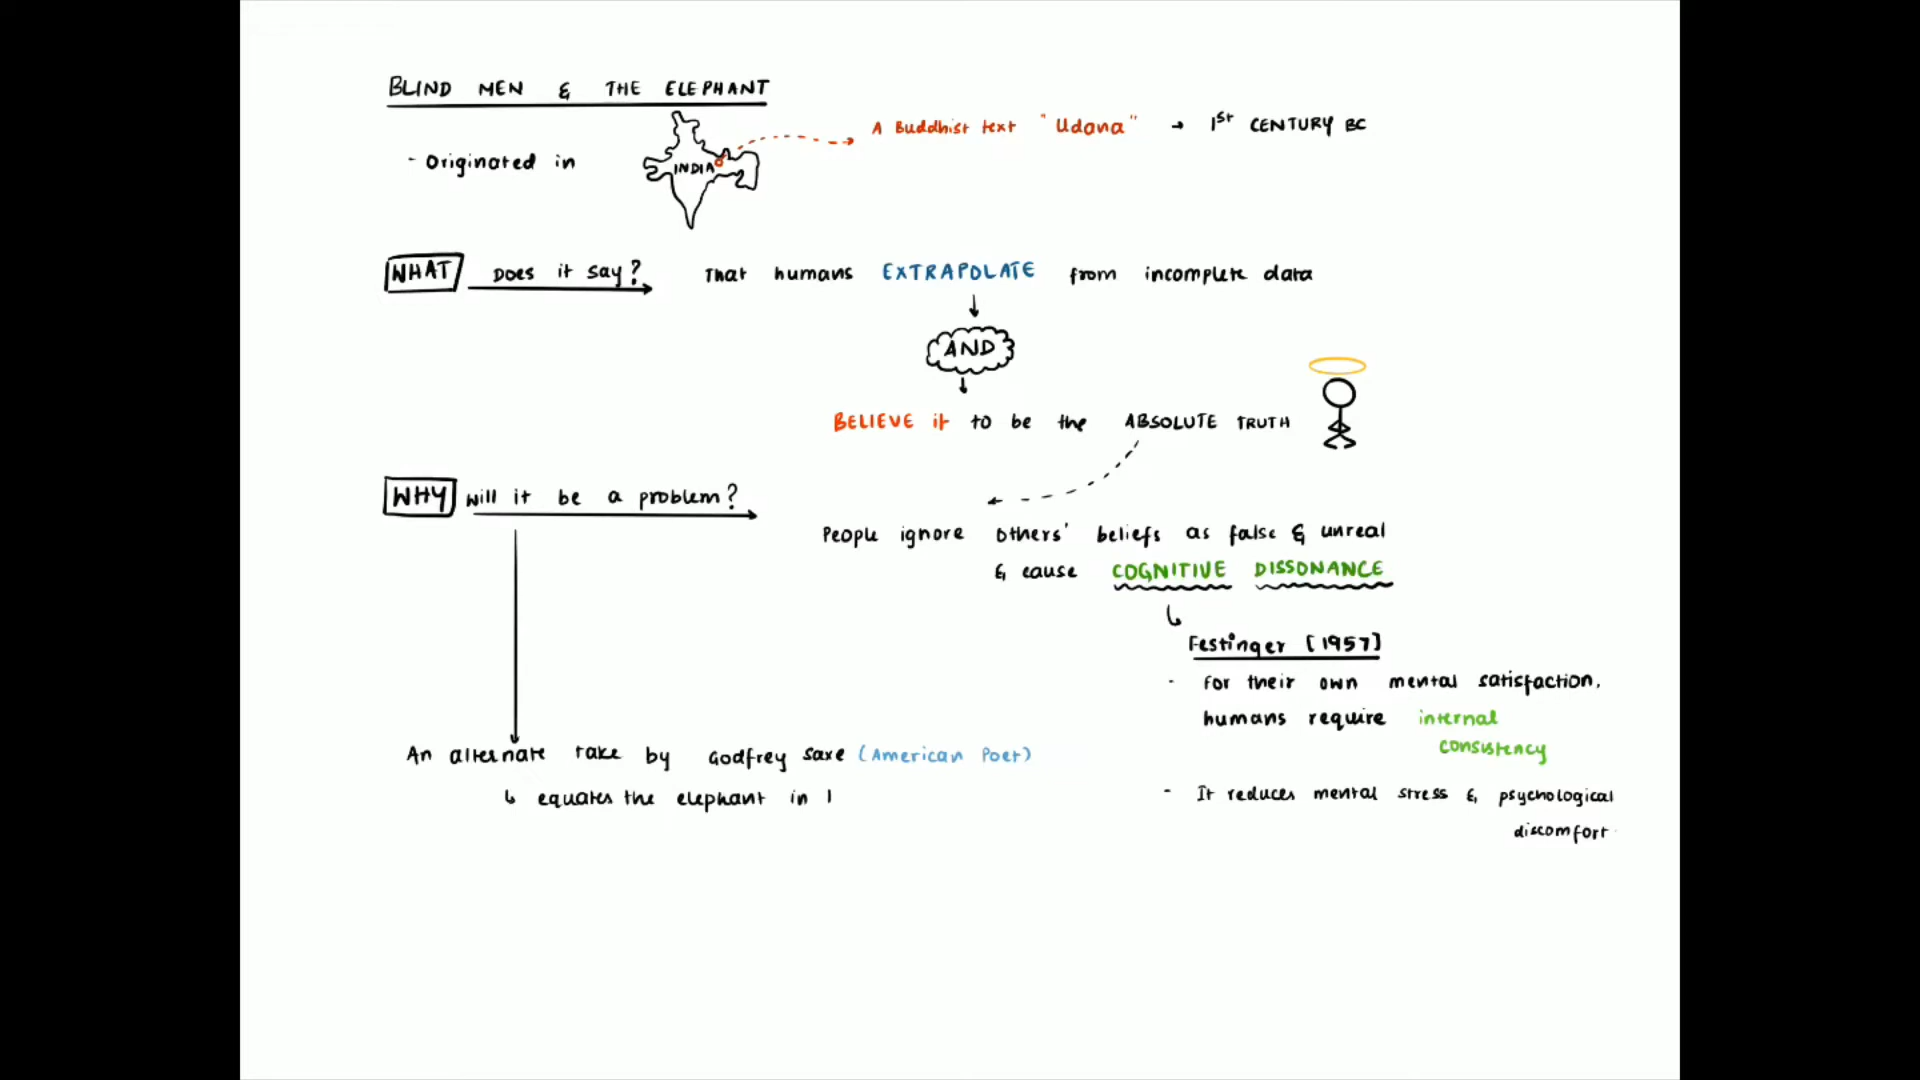 BLIND MEN & THE ELEPHANT
- Originated in
INDIA
A Buddhist text "Udana" → 1st CENTURY BC
WHAT Does it say? That humans EXTRAPOLATE from incomplete data
AND
BELIEVE it to be the ABSOLUTE TRUTH
WHY will it be a problem?
People ignore others' beliefs as false & unreal
& cause COGNITIVE DISSONANCE
Festinger [1957]
- For their own mental satisfaction,
humans require internal
consistency
An alternate take by Godfrey saxe (American Poet)
↳ equates the elephant in
- It reduces mental stress & psychological
discomfort